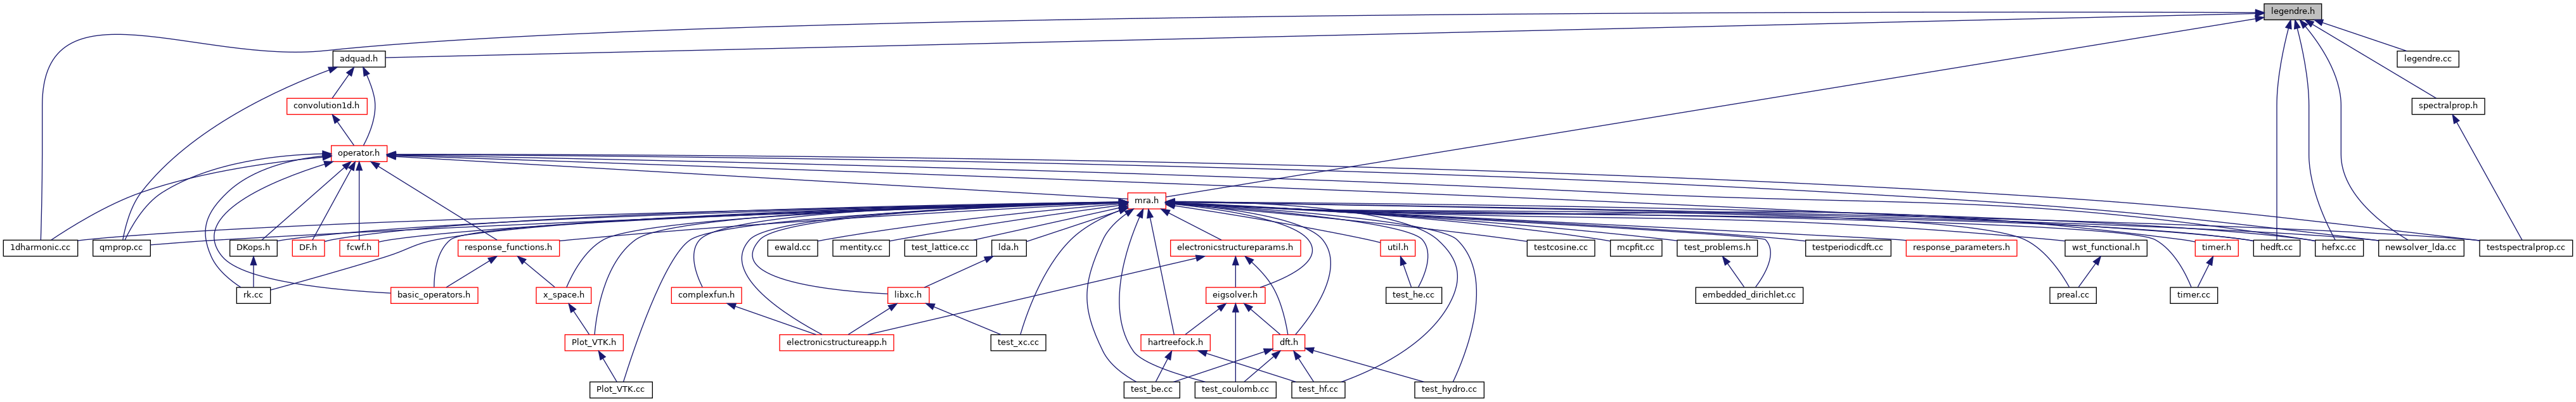 legendre.h
adquad.h
legendre.cc
convolution1d.h
spectralprop.h
operator.h
mra.h
1dharmonic.cc
qmprop.cc
DKops.h
DF.h
fcwf.h
response_functions.h
ewald.cc
mentity.cc
test_lattice.cc
lda.h
electronicstructureparams.h
util.h
testcosine.cc
mcpfit.cc
test_problems.h
testperiodicdft.cc
response_parameters.h
wst_functional.h
timer.h
hedft.cc
hefxc.cc
newsolver_lda.cc
testspectralprop.cc
rk.cc
basic_operators.h
x_space.h
complexfun.h
libxc.h
eigsolver.h
test_he.cc
embedded_dirichlet.cc
preal.cc
timer.cc
Plot_VTK.h
electronicstructureapp.h
test_xc.cc
hartreefock.h
dft.h
Plot_VTK.cc
test_be.cc
test_coulomb.cc
test_hf.cc
test_hydro.cc